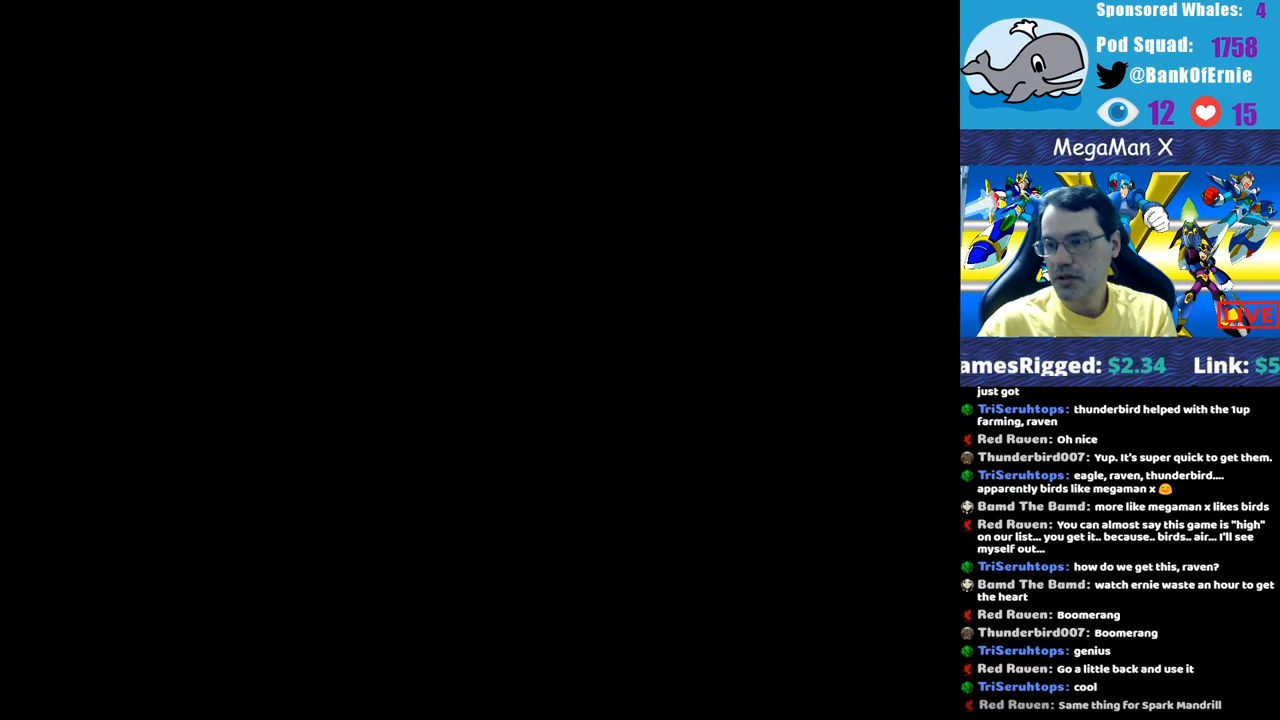 Sponsored Whales: 4
Pod Squad: 1758
@BankOfErnie
12 15
MegaMan X
LIVE
amesRigged: $2.34 Link: $5
just got
TriSeruhtops: thunderbird helped with the 1up
farming, raven
Red Raven: Oh nice
Thunderbird007: Yup. It's super quick to get them.
TriSeruhtops: eagle, raven, thunderbird....
apparently birds like megaman x
Bamd The Bamd: more like megaman x likes birds
Red Raven: You can almost say this game is "high"
on our list... you get it.. because.. birds.. air... I'll see
myself out...
TriSeruhtops: how do we get this, raven?
Bamd The Bamd: watch ernie waste an hour to get
the heart
Red Raven: Boomerang
Thunderbird007: Boomerang
TriSeruhtops: genius
Red Raven: Go a little back and use it
TriSeruhtops: cool
Red Raven: Same thing for Spark Mandrill